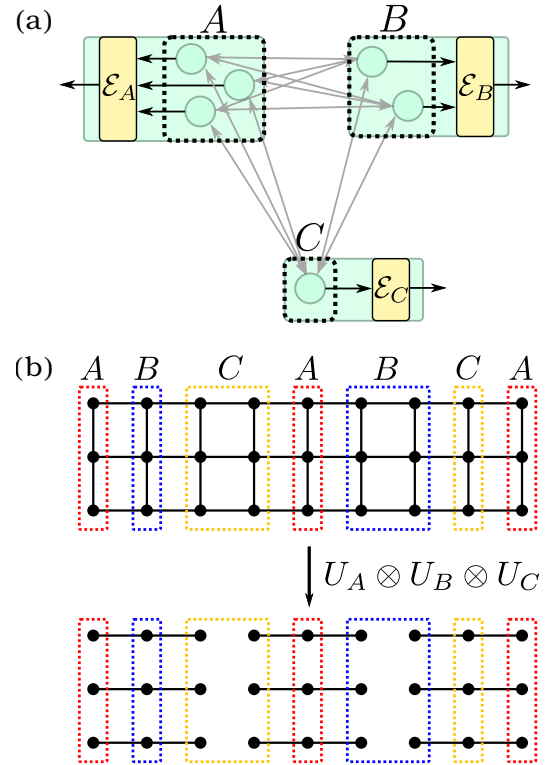 (a)
A B
ℰ_A ℰ_B
C
ℰ_C
(b)
A B C A B C A
U_A ⊗ U_B ⊗ U_C